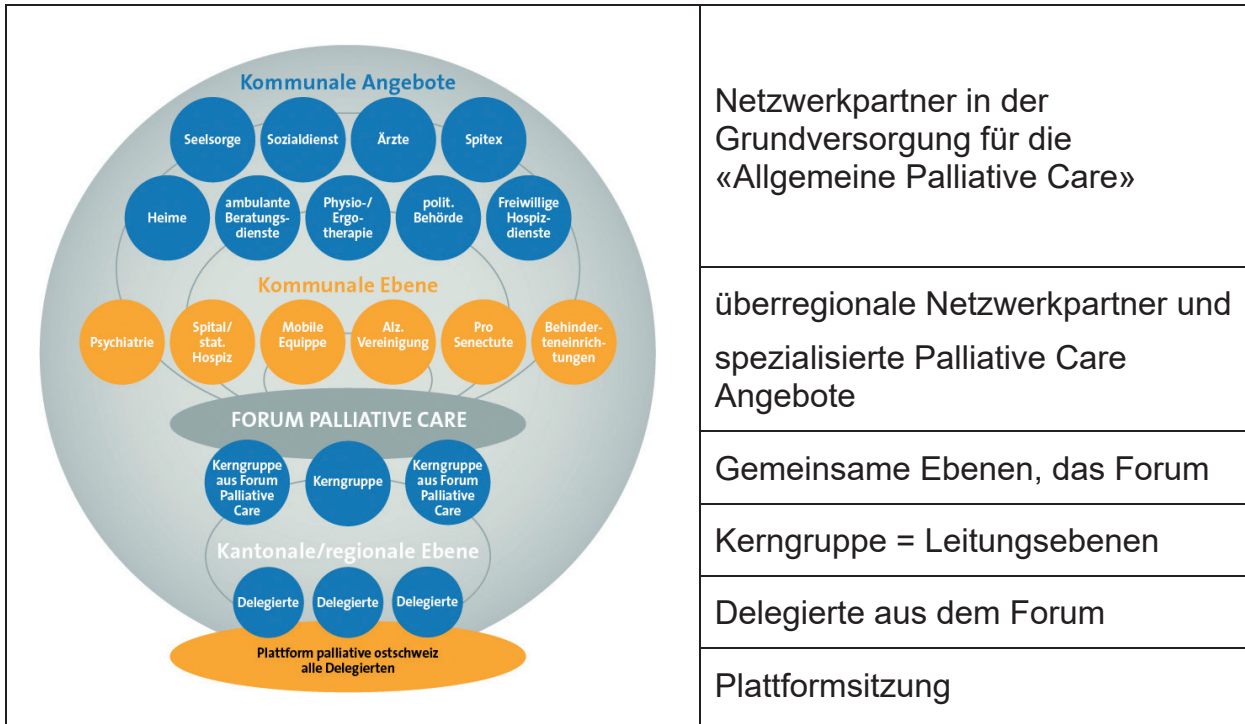 Kommunale Angebote
Seelsorge
Sozialdienst
Ärzte
Spitex
Heime
ambulante
Beratungs-
dienste
Physio-/
Ergo-
therapie
polit.
Behörde
Freiwillige
Hospiz-
dienste
Kommunale Ebene
Psychiatrie
Spital/
stat.
Hospiz
Mobile
Equippe
Alz.
Vereinigung
Pro
Senectute
Behinder-
teneinrich-
tungen
FORUM PALLIATIVE CARE
Kerngruppe
aus Forum
Palliative
Care
Kerngruppe
Kerngruppe
aus Forum
Palliative
Care
Kantonale/regionale Ebene
Delegierte
Delegierte
Delegierte
Plattform palliative ostschweiz
alle Delegierten
Netzwerkpartner in der
Grundversorgung für die
«Allgemeine Palliative Care»
überregionale Netzwerkpartner und
spezialisierte Palliative Care
Angebote
Gemeinsame Ebenen, das Forum
Kerngruppe = Leitungsebenen
Delegierte aus dem Forum
Plattformsitzung